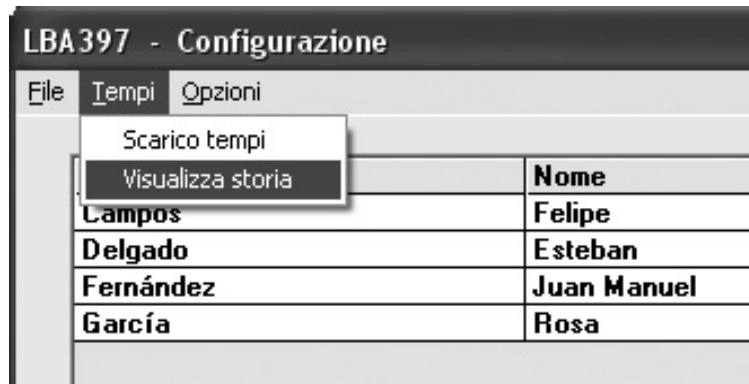 LBA397 - Configurazione
File Tempi Opzioni
Scarico tempi
Visualizza storia
Nome
Campos Felipe
Delgado Esteban
Fernández Juan Manuel
García Rosa